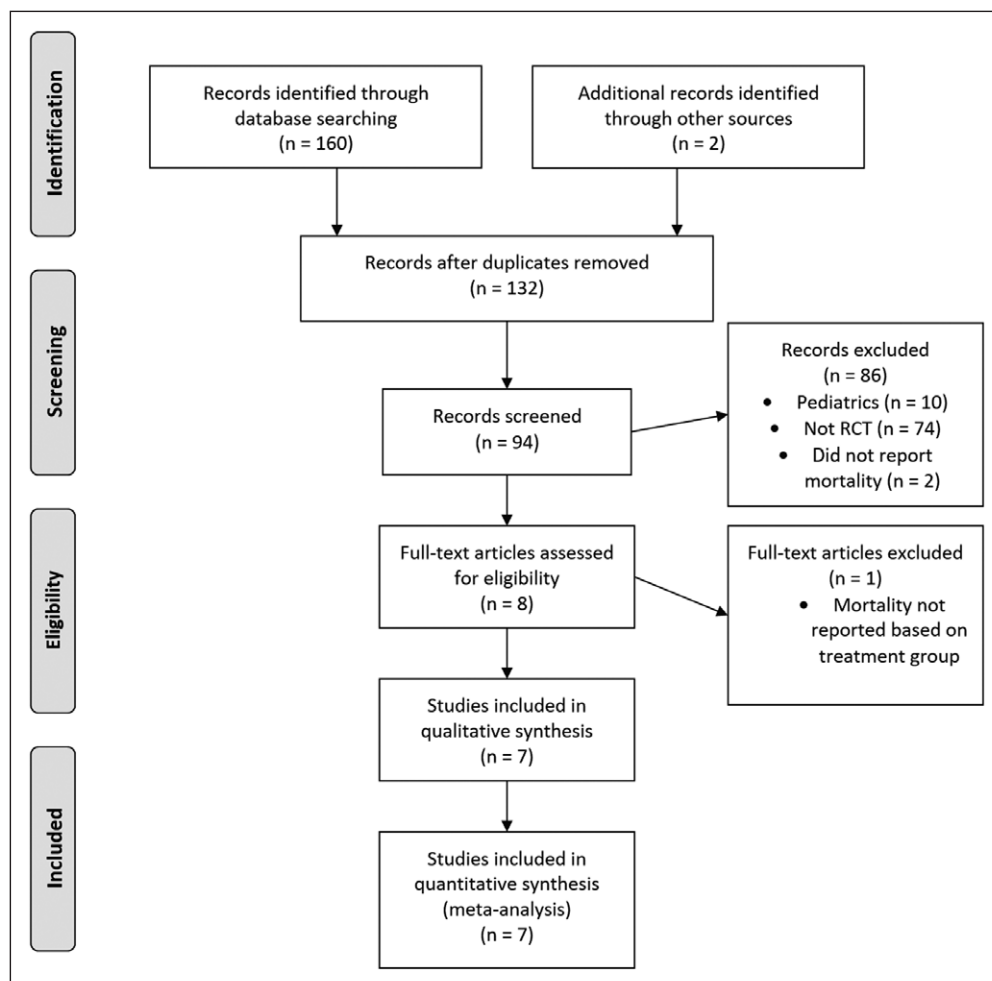 Identification
Records identified through
database searching
(n = 160)
Additional records identified
through other sources
(n = 2)
Records after duplicates removed
(n = 132)
Screening
Records screened
(n = 94)
Records excluded
(n = 86)
• Pediatrics (n = 10)
• Not RCT (n = 74)
• Did not report
mortality (n = 2)
Eligibility
Full-text articles assessed
for eligibility
(n = 8)
Full-text articles excluded
(n = 1)
• Mortality not
reported based on
treatment group
Studies included in
qualitative synthesis
(n = 7)
Included
Studies included in
quantitative synthesis
(meta-analysis)
(n = 7)